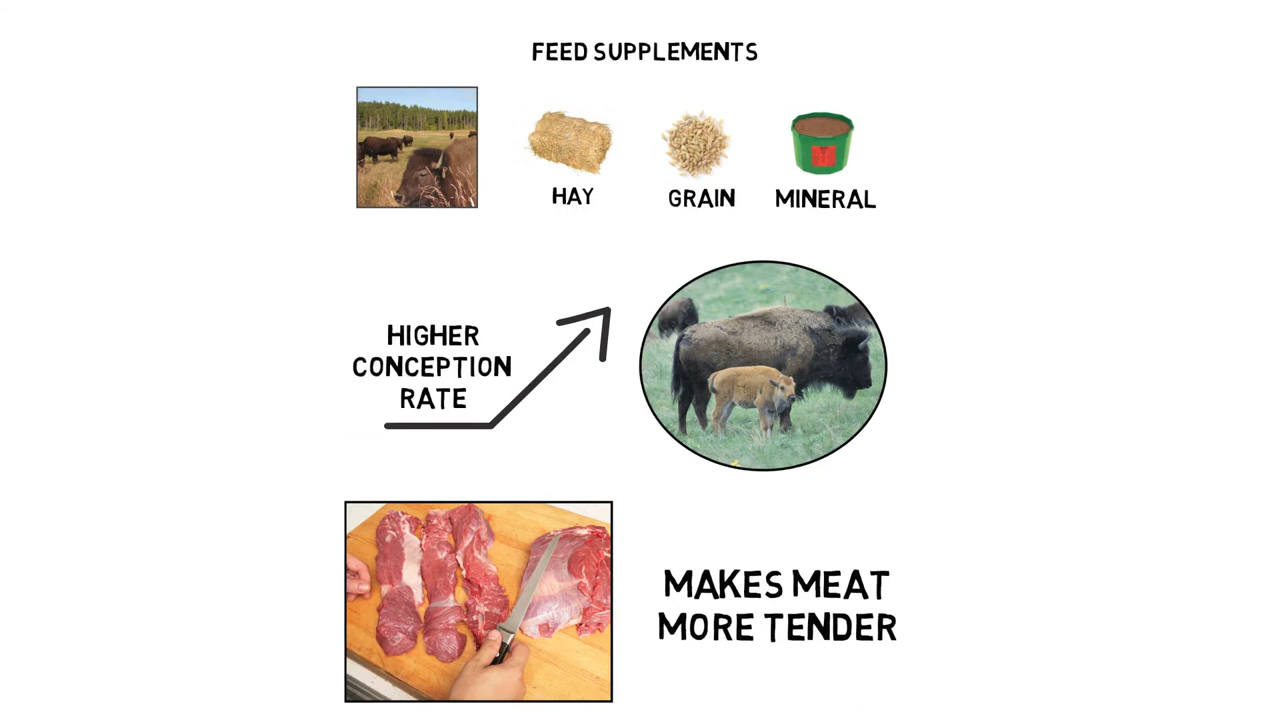 FEED SUPPLEMENTS
HAY
GRAIN
MINERAL
HIGHER
CONCEPTION
RATE
MAKES MEAT
MORE TENDER